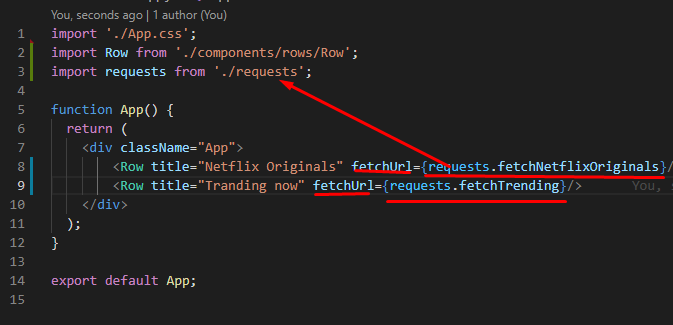 You, seconds ago | 1 author (You)
1 import './App.css';
2 import Row from './components/rows/Row';
3 import requests from './requests';
4
5 function App() {
6 return (
7 <div className="App">
8 <Row title="Netflix Originals" fetchUrl={requests.fetchNetflixOriginals}/
9 <Row title="Tranding now" fetchUrl={requests.fetchTrending}/> You,
10 </div>
11 );
12 }
13
14 export default App;
15